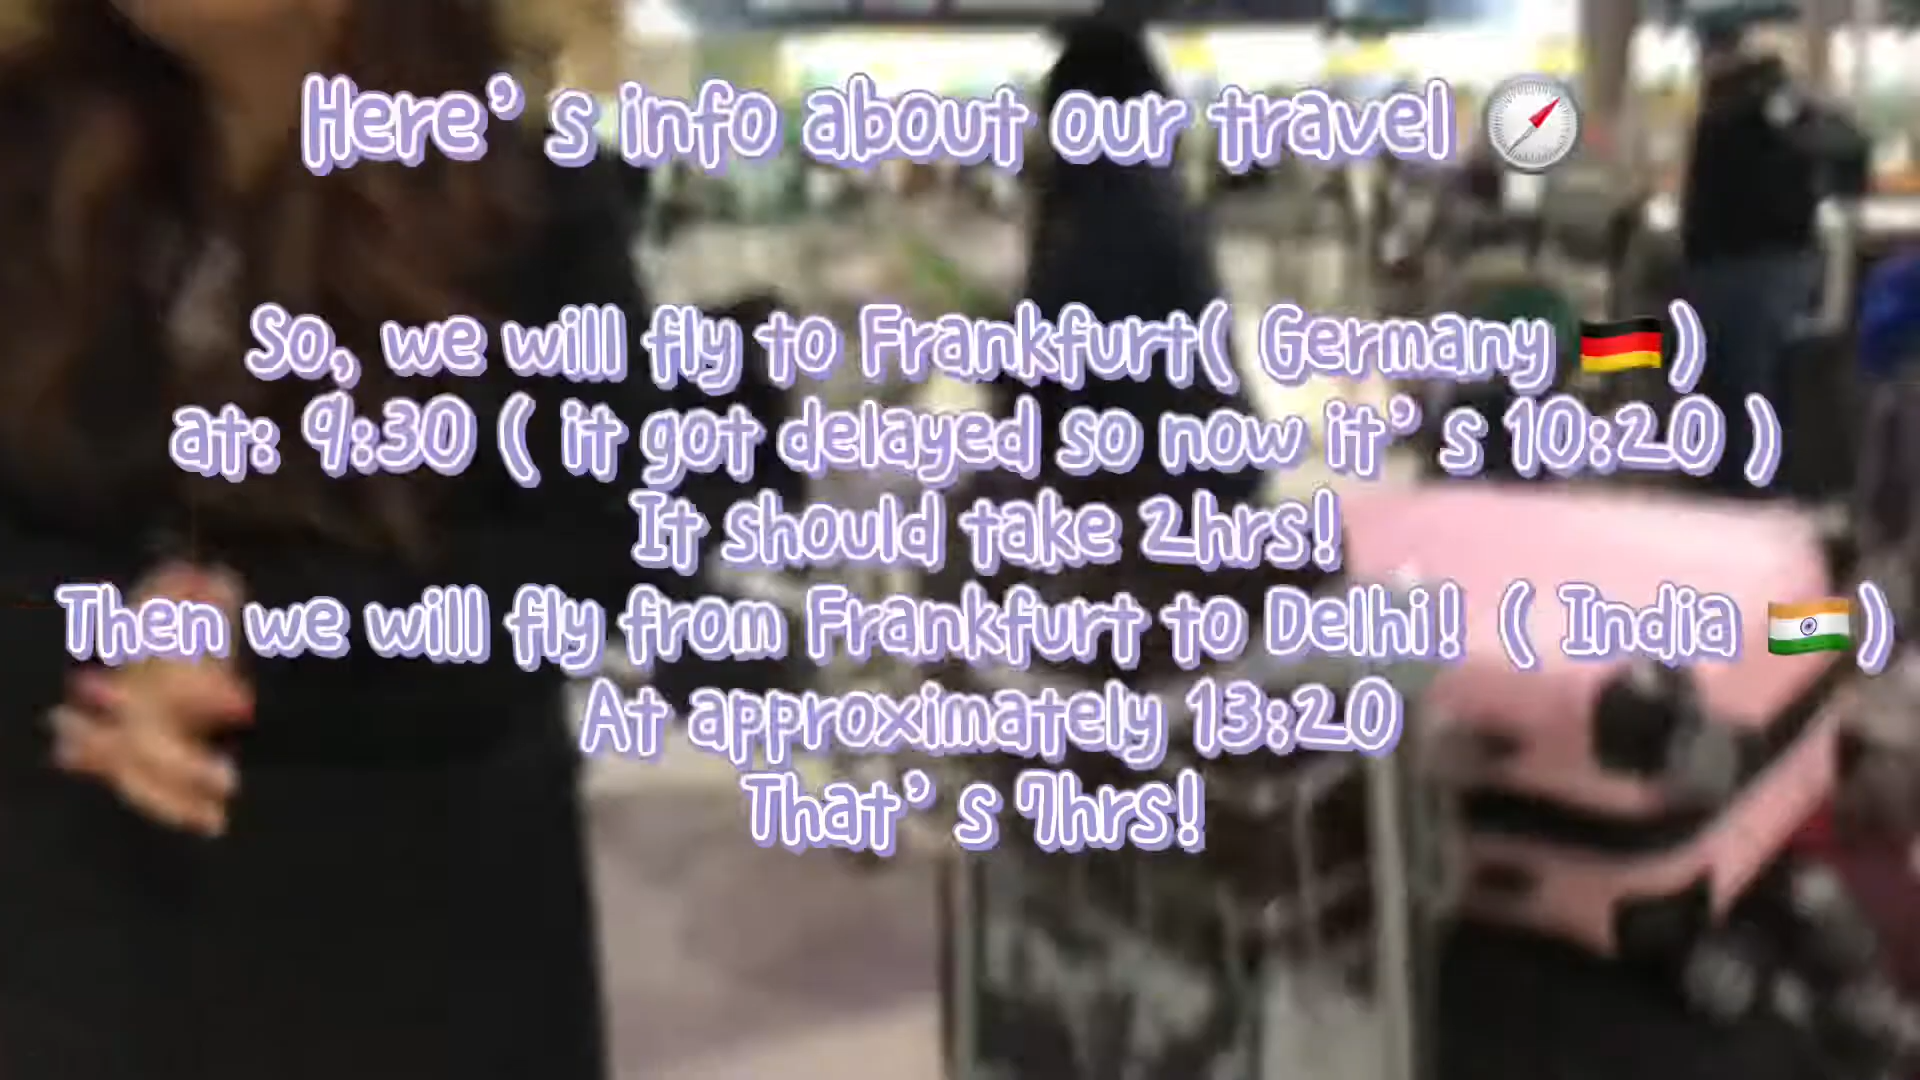 Here's info about our travel 🧭
So, we will fly to Frankfurt( Germany 🇩🇪)
at: 9:30 ( it got delayed so now it's 10:20 )
It should take 2hrs!
Then we will fly from Frankfurt to Delhi! ( India 🇮🇳)
At approximately 13:20
That's 7hrs!